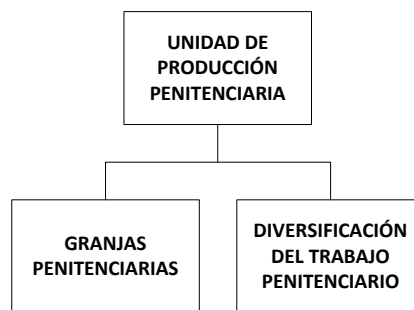 UNIDAD DE
PRODUCCIÓN
PENITENCIARIA
GRANJAS
PENITENCIARIAS
DIVERSIFICACIÓN
DEL TRABAJO
PENITENCIARIO